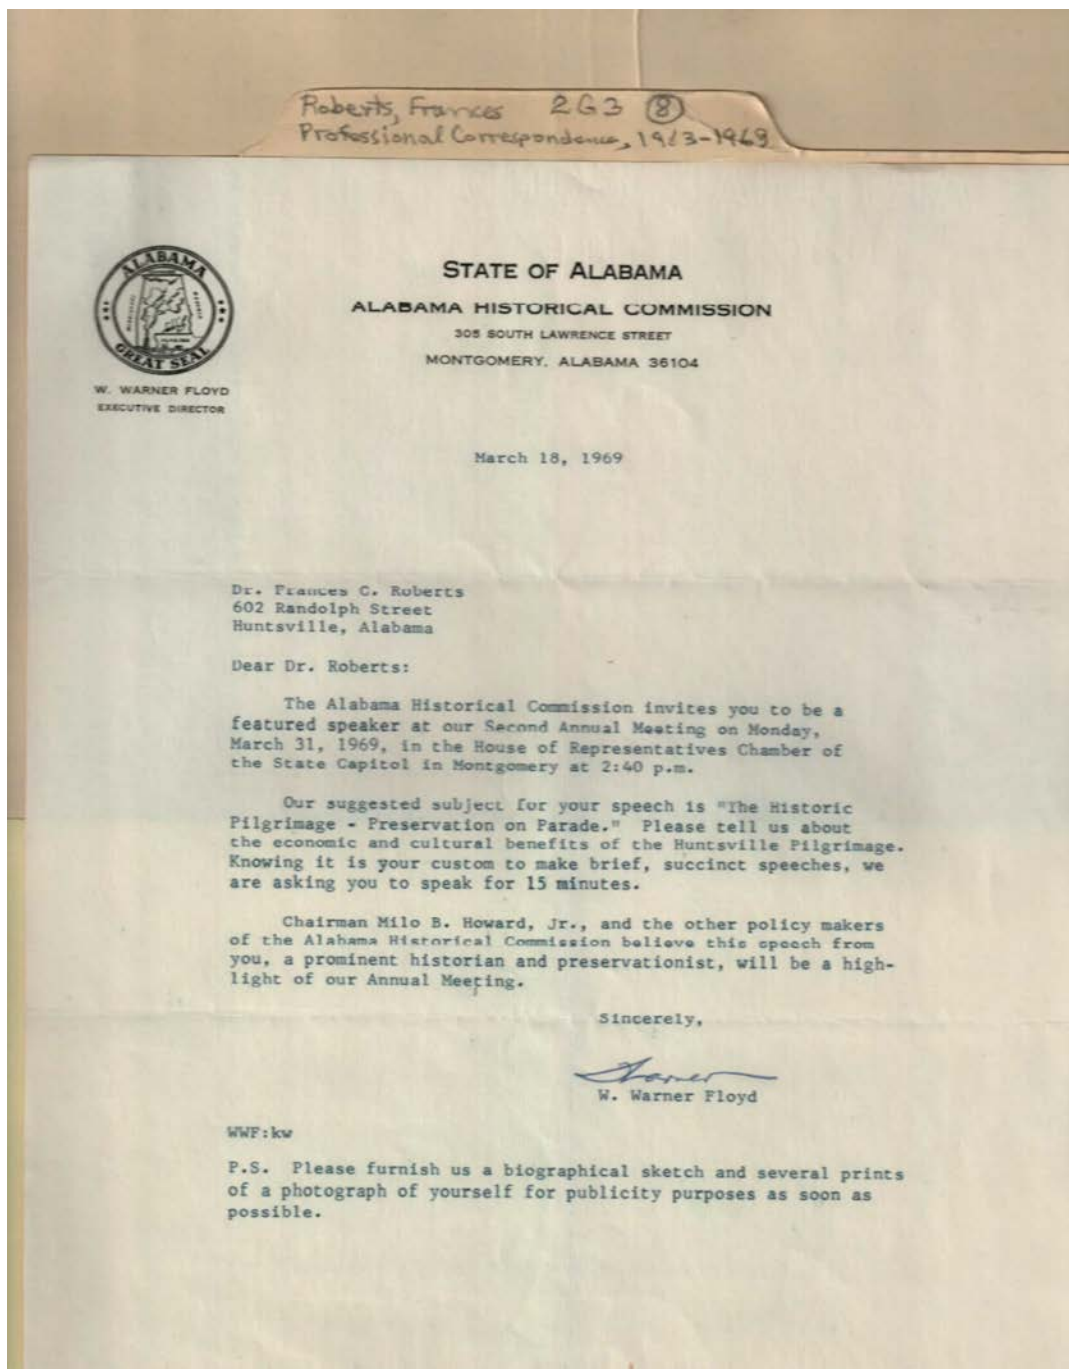 Roberts, Frances 2G3 8
Professional Correspondence, 1963-1969
ALABAMA
GREAT SEAL
STATE OF ALABAMA
ALABAMA HISTORICAL COMMISSION
305 SOUTH LAWRENCE STREET
MONTGOMERY, ALABAMA 36104
W. WARNER FLOYD
EXECUTIVE DIRECTOR
March 18, 1969
Dr. Frances C. Roberts
602 Randolph Street
Huntsville, Alabama
Dear Dr. Roberts:
The Alabama Historical Commission invites you to be a
featured speaker at our Second Annual Meeting on Monday,
March 31, 1969, in the House of Representatives Chamber of
the State Capitol in Montgomery at 2:40 p.m.
Our suggested subject for your speech is "The Historic
Pilgrimage - Preservation on Parade." Please tell us about
the economic and cultural benefits of the Huntsville Pilgrimage.
Knowing it is your custom to make brief, succinct speeches, we
are asking you to speak for 15 minutes.
Chairman Milo B. Howard, Jr., and the other policy makers
of the Alabama Historical Commission believe this speech from
you, a prominent historian and preservationist, will be a high-
light of our Annual Meeting.
Sincerely,
Warner
W. Warner Floyd
WWF:kw
P.S. Please furnish us a biographical sketch and several prints
of a photograph of yourself for publicity purposes as soon as
possible.